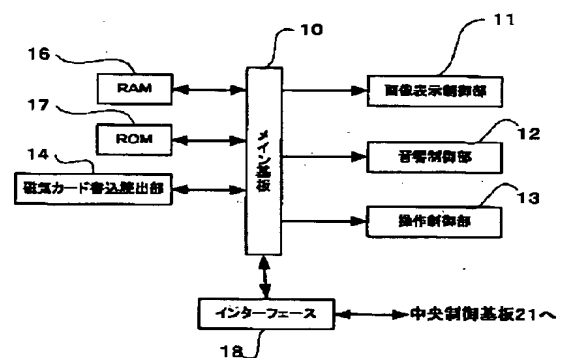 10
11
16
RAM
画像表示制御部
17
ROM
メイン基板
12
音響制御部
14
磁気カード書込読出部
13
操作制御部
インターフェース
中央制御基板21へ
18